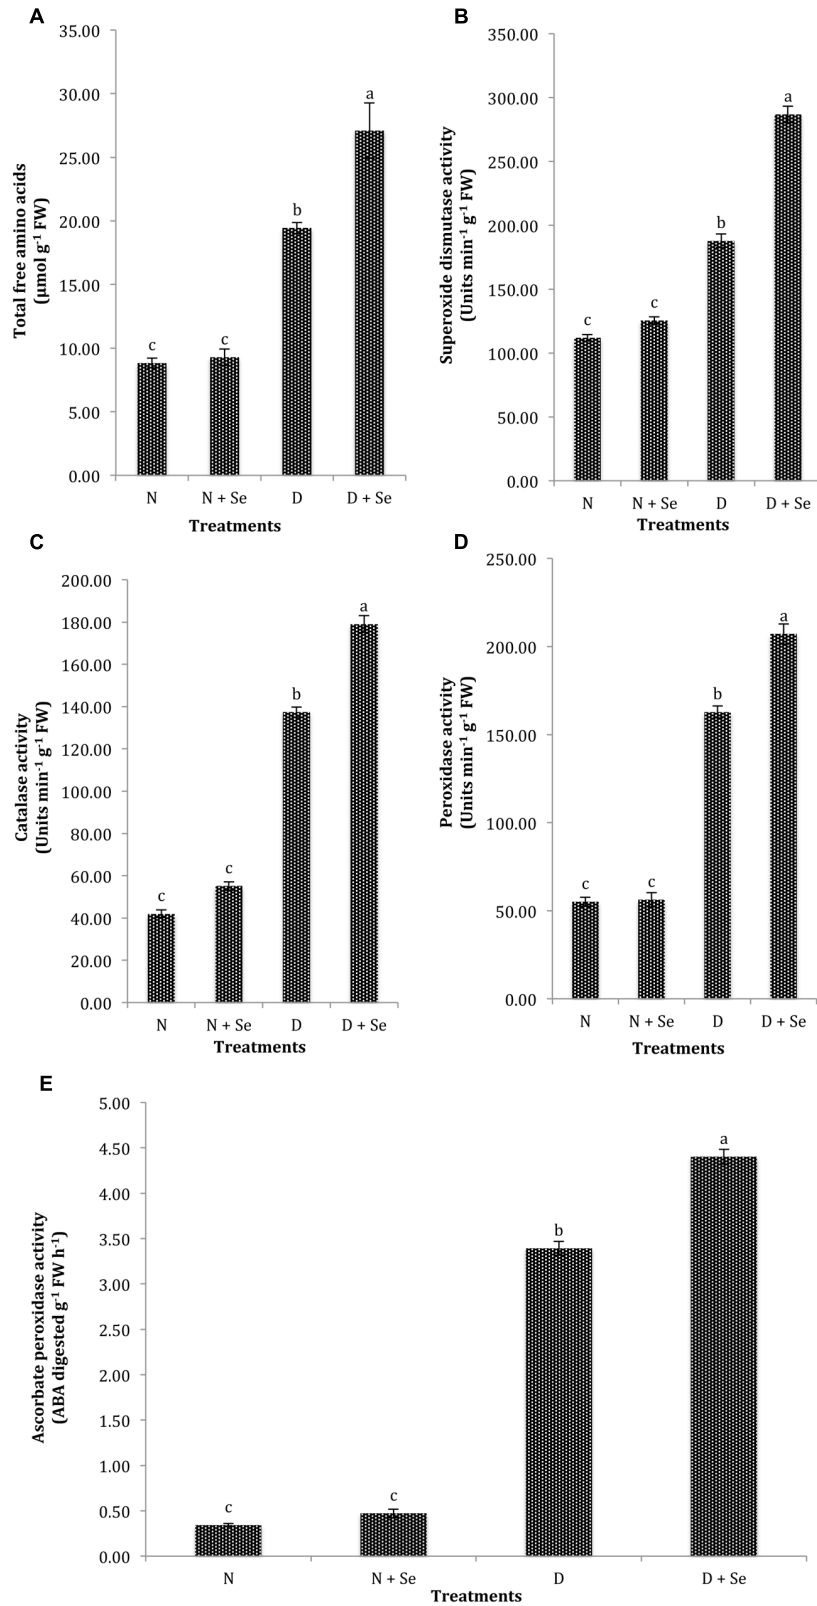 A
35.00
30.00
25.00
20.00
15.00
10.00
5.00
0.00
Total free amino acids
(µmol g-1 FW)
c
c
b
a
N
N + Se
D
D + Se
Treatments
B
350.00
300.00
250.00
200.00
150.00
100.00
50.00
0.00
Superoxide dismutase activity
(Units min-1 g-1 FW)
c
c
b
a
N
N + Se
D
D + Se
Treatments
C
200.00
180.00
160.00
140.00
120.00
100.00
80.00
60.00
40.00
20.00
0.00
Catalase activity
(Units min-1 g-1 FW)
c
c
b
a
N
N + Se
D
D + Se
Treatments
D
250.00
200.00
150.00
100.00
50.00
0.00
Peroxidase activity
(Units min-1 g-1 FW)
c
c
b
a
N
N + Se
D
D + Se
Treatments
E
5.00
4.50
4.00
3.50
3.00
2.50
2.00
1.50
1.00
0.50
0.00
Ascorbate peroxidase activity
(ABA digested g-1 FW h-1)
c
c
b
a
N
N + Se
D
D + Se
Treatments